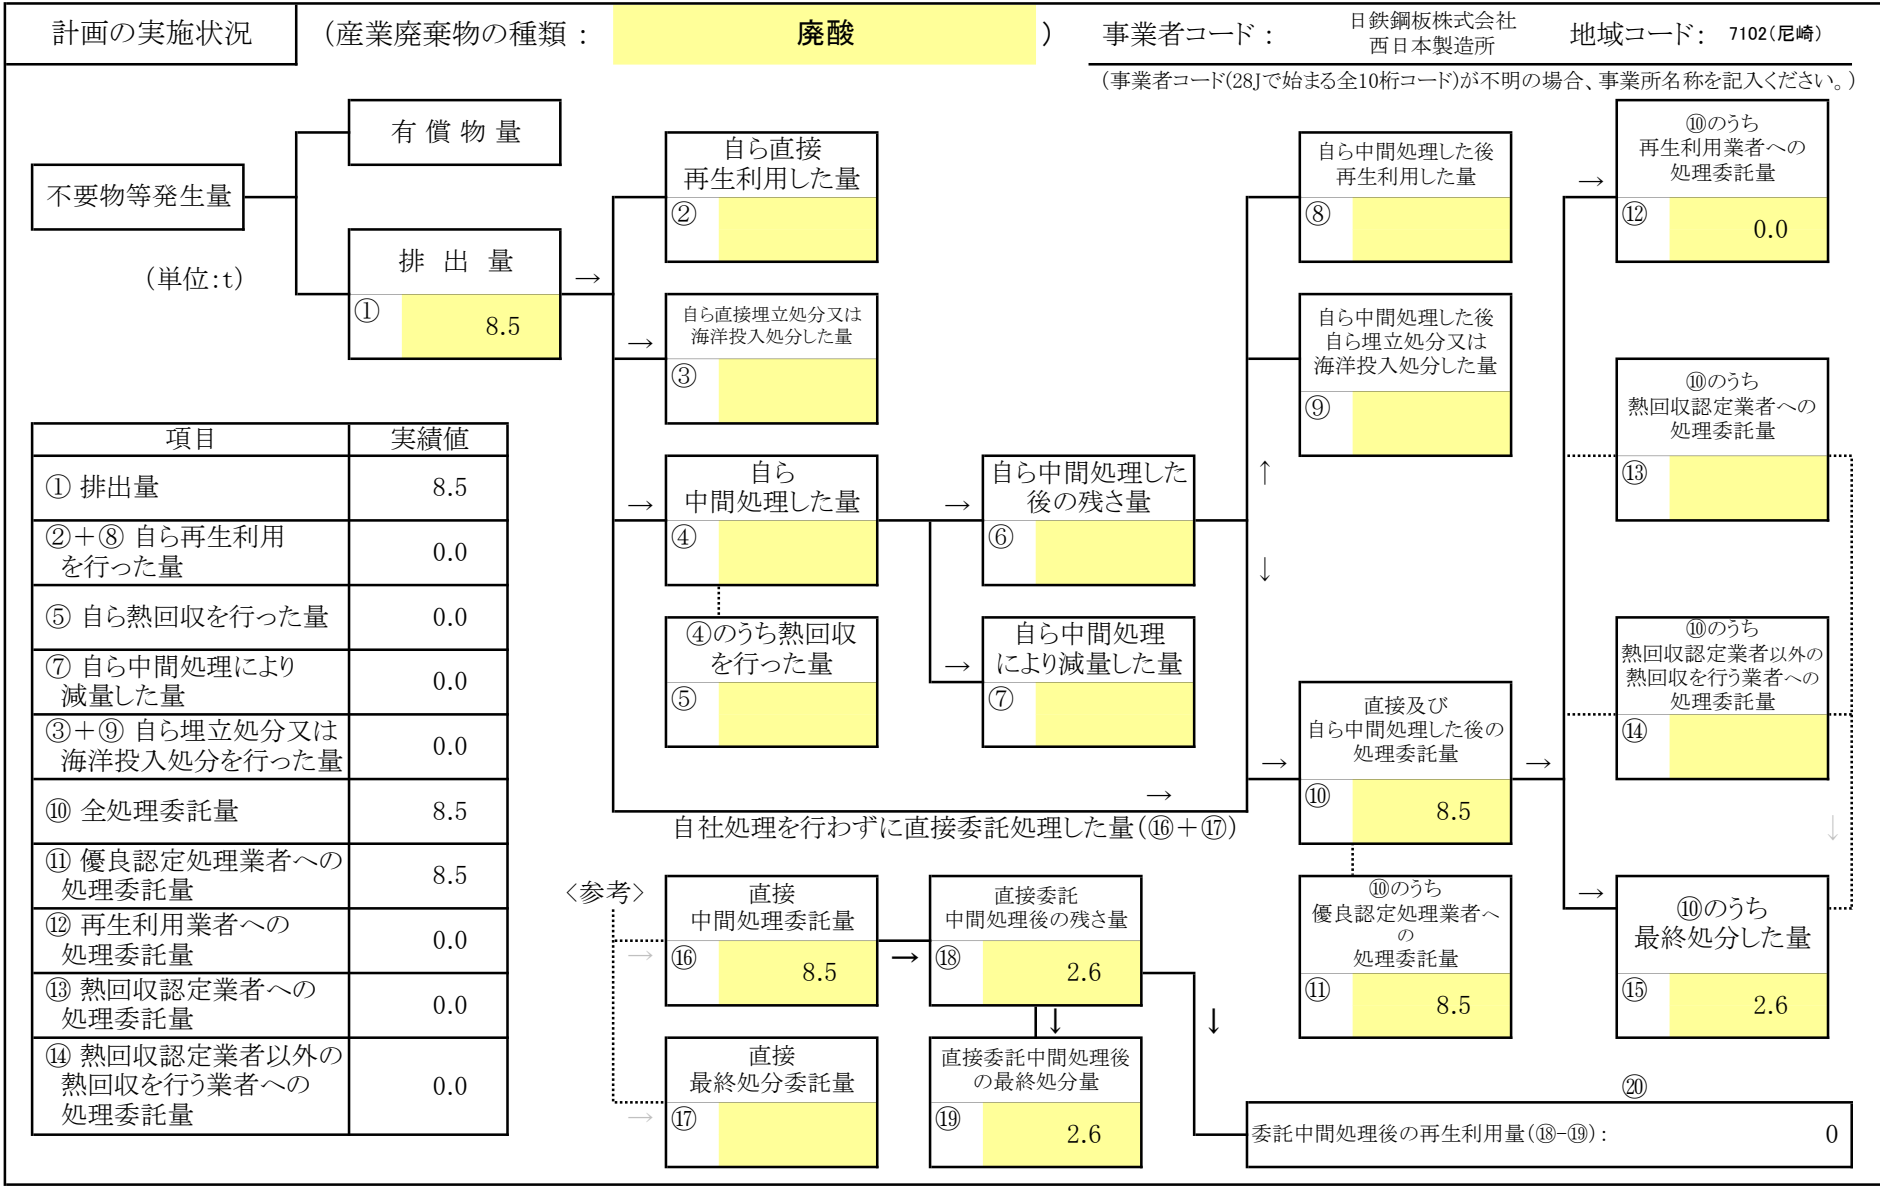 計画の実施状況
（産業廃棄物の種類：
廃酸
）
事業者コード：
日鉄鋼板株式会社
西日本製造所
地域コード：
7102(尼崎)
（事業者コード(28Jで始まる全10桁コード)が不明の場合、事業所名称を記入ください。）
不要物等発生量
（単位:t）
有 償 物 量
排 出 量
→
①
8.5
自ら直接
再生利用した量
②
→
自ら直接埋立処分又は
海洋投入処分した量
③
→
自ら
中間処理した量
④
④のうち熱回収
を行った量
⑤
→
自ら中間処理した
後の残さ量
⑥
→
自ら中間処理
により減量した量
⑦
自ら中間処理した後
再生利用した量
⑧
自ら中間処理した後
自ら埋立処分又は
海洋投入処分した量
⑨
↑
↓
→
直接及び
自ら中間処理した後の
処理委託量
⑩
8.5
→
自社処理を行わずに直接委託処理した量（⑯＋⑰）
⑩のうち
優良認定処理業者へ
の
処理委託量
⑪
8.5
→
⑩のうち
再生利用業者への
処理委託量
⑫
0.0
⑩のうち
熱回収認定業者への
処理委託量
⑬
⑩のうち
熱回収認定業者以外の
熱回収を行う業者への
処理委託量
⑭
→
↓
→
⑩のうち
最終処分した量
⑮
2.6
項目
実績値
① 排出量
8.5
②＋⑧ 自ら再生利用
を行った量
0.0
⑤ 自ら熱回収を行った量
0.0
⑦ 自ら中間処理により
減量した量
0.0
③＋⑨ 自ら埋立処分又は
海洋投入処分を行った量
0.0
⑩ 全処理委託量
8.5
⑪ 優良認定処理業者への
処理委託量
8.5
⑫ 再生利用業者への
処理委託量
0.0
⑬ 熱回収認定業者への
処理委託量
0.0
⑭ 熱回収認定業者以外の
熱回収を行う業者への
処理委託量
0.0
〈参考〉
→
直接
中間処理委託量
⑯
8.5
→
直接委託
中間処理後の残さ量
⑱
2.6
→
直接
最終処分委託量
⑰
↓
直接委託中間処理後
の最終処分量
⑲
2.6
↓
⑳
委託中間処理後の再生利用量(⑱-⑲)：
0